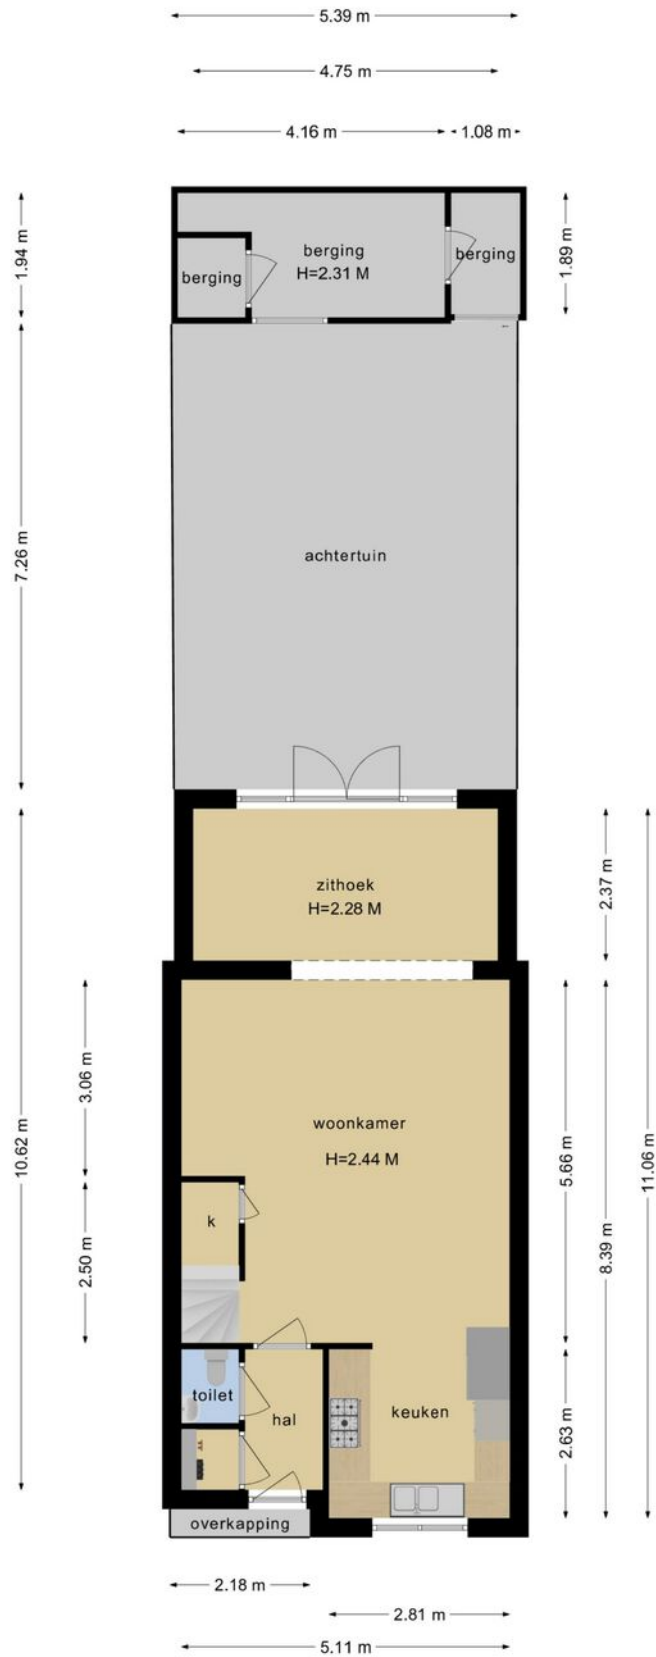 5.39 m
4.75 m
4.16 m
1.08 m
1.94 m
berging
H=2.31 M
berging
berging
1.89 m
7.26 m
achtertuin
zithoek
H=2.28 M
2.37 m
10.62 m
3.06 m
woonkamer
H=2.44 M
5.66 m
11.06 m
k
2.50 m
8.39 m
toilet
hal
keuken
2.63 m
overkapping
2.18 m
2.81 m
5.11 m